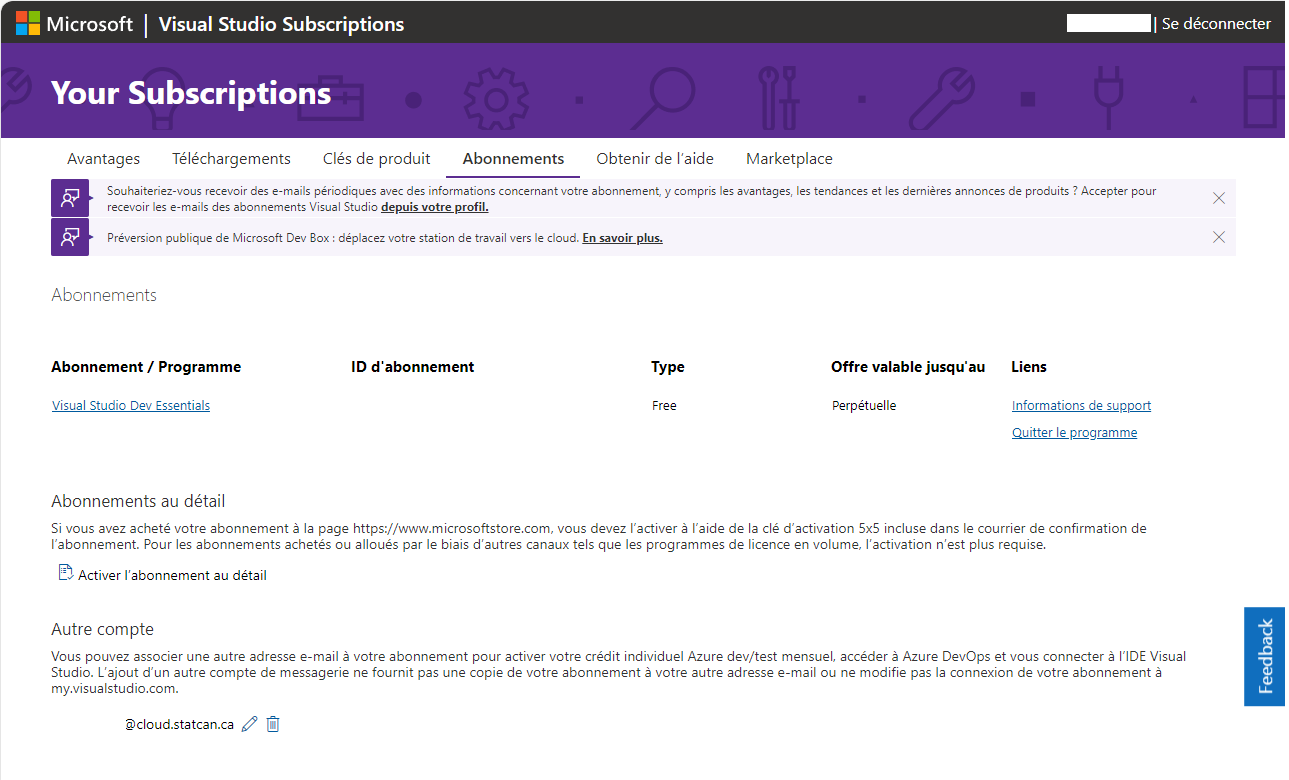 Microsoft | Visual Studio Subscriptions
| Se déconnecter
Your Subscriptions
Avantages Téléchargements Clés de produit Abonnements Obtenir de l’aide Marketplace
Souhaiteriez-vous recevoir des e-mails périodiques avec des informations concernant votre abonnement, y compris les avantages, les tendances et les dernières annonces de produits ? Accepter pour
recevoir les e-mails des abonnements Visual Studio depuis votre profil.
Préversion publique de Microsoft Dev Box : déplacez votre station de travail vers le cloud. En savoir plus.
Abonnements
Abonnement / Programme ID d'abonnement Type Offre valable jusqu'au Liens
Visual Studio Dev Essentials Free Perpétuelle Informations de support
Quitter le programme
Abonnements au détail
Si vous avez acheté votre abonnement à la page https://www.microsoftstore.com, vous devez l’activer à l’aide de la clé d’activation 5x5 incluse dans le courrier de confirmation de
l’abonnement. Pour les abonnements achetés ou alloués par le biais d’autres canaux tels que les programmes de licence en volume, l’activation n’est plus requise.
Activer l’abonnement au détail
Autre compte
Vous pouvez associer une autre adresse e-mail à votre abonnement pour activer votre crédit individuel Azure dev/test mensuel, accéder à Azure DevOps et vous connecter à l’IDE Visual
Studio. L’ajout d’un autre compte de messagerie ne fournit pas une copie de votre abonnement à votre autre adresse e-mail ou ne modifie pas la connexion de votre abonnement à
my.visualstudio.com.
@cloud.statcan.ca
Feedback